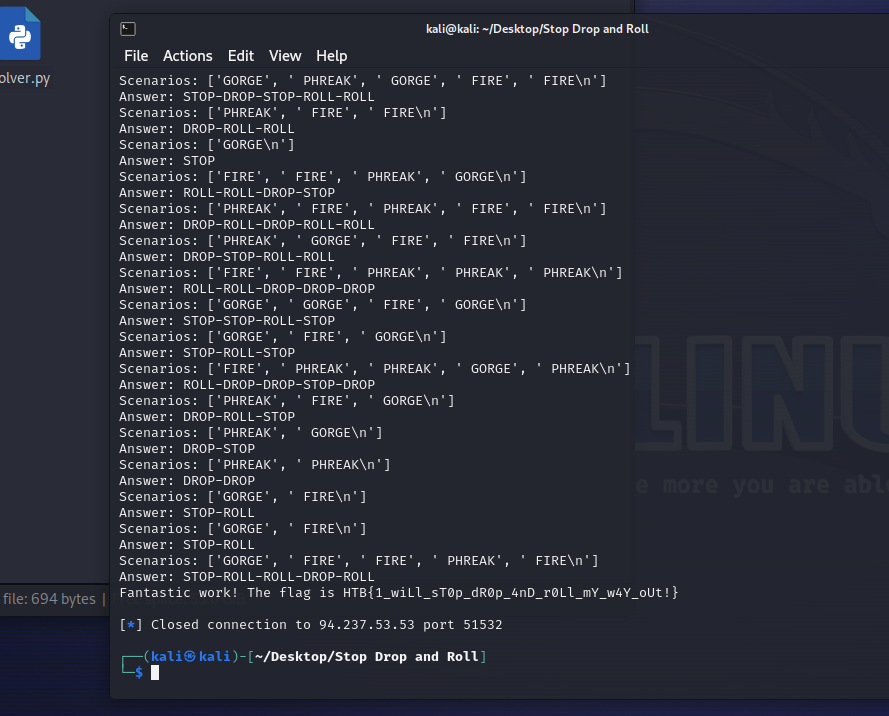 kali@kali: ~/Desktop/Stop Drop and Roll
File Actions Edit View Help
olver.py
Scenarios: ['GORGE', ' PHREAK', ' GORGE', ' FIRE', ' FIRE\n']
Answer: STOP-DROP-STOP-ROLL-ROLL
Scenarios: ['PHREAK', ' FIRE', ' FIRE\n']
Answer: DROP-ROLL-ROLL
Scenarios: ['GORGE\n']
Answer: STOP
Scenarios: ['FIRE', ' FIRE', ' PHREAK', ' GORGE\n']
Answer: ROLL-ROLL-DROP-STOP
Scenarios: ['PHREAK', ' FIRE', ' PHREAK', ' FIRE', ' FIRE\n']
Answer: DROP-ROLL-DROP-ROLL-ROLL
Scenarios: ['PHREAK', ' GORGE', ' FIRE', ' FIRE\n']
Answer: DROP-STOP-ROLL-ROLL
Scenarios: ['FIRE', ' FIRE', ' PHREAK', ' PHREAK', ' PHREAK\n']
Answer: ROLL-ROLL-DROP-DROP-DROP
Scenarios: ['GORGE', ' GORGE', ' FIRE', ' GORGE\n']
Answer: STOP-STOP-ROLL-STOP
Scenarios: ['GORGE', ' FIRE', ' GORGE\n']
Answer: STOP-ROLL-STOP
Scenarios: ['FIRE', ' PHREAK', ' PHREAK', ' GORGE', ' PHREAK\n']
Answer: ROLL-DROP-DROP-STOP-DROP
Scenarios: ['PHREAK', ' FIRE', ' GORGE\n']
Answer: DROP-ROLL-STOP
Scenarios: ['PHREAK', ' GORGE\n']
Answer: DROP-STOP
Scenarios: ['PHREAK', ' PHREAK\n']
Answer: DROP-DROP
Scenarios: ['GORGE', ' FIRE\n']
Answer: STOP-ROLL
Scenarios: ['GORGE', ' FIRE\n']
Answer: STOP-ROLL
Scenarios: ['GORGE', ' FIRE', ' FIRE', ' PHREAK', ' FIRE\n']
Answer: STOP-ROLL-ROLL-DROP-ROLL
Fantastic work! The flag is HTB{1_wiLl_sT0p_dR0p_4nD_r0Ll_mY_w4Y_oUt!}
[*] Closed connection to 94.237.53.53 port 51532
┌──(kali㉿kali)-[~/Desktop/Stop Drop and Roll]
└─$
file: 694 bytes |
LINU
e more you are abl